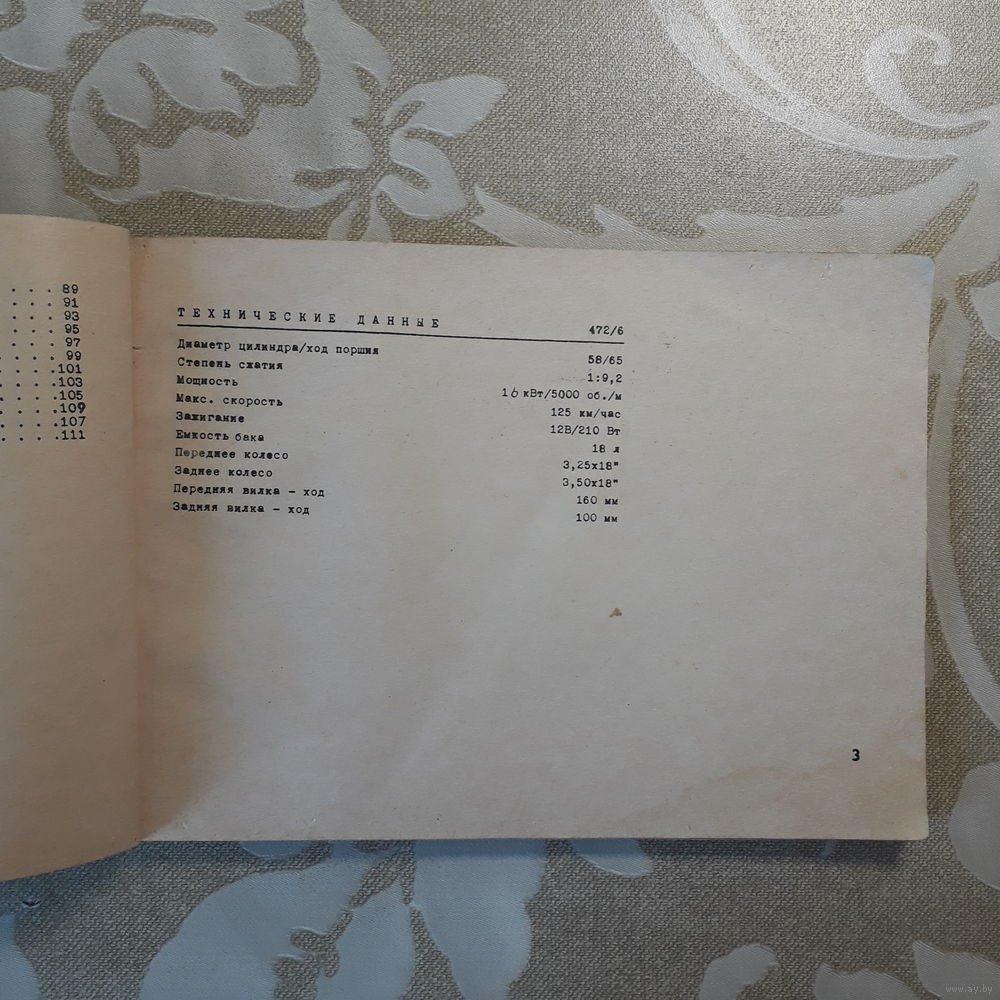 . . . 89
. . . 91
. . . 93
. . . 95
. . . 97
. . . . 99
. . . . .101
. . . . .103
. . . . .105
. . . . .109
. . . . .107
. . . . .111
ТЕХНИЧЕСКИЕ ДАННЫЕ 472/6
Диаметр цилиндра/ход поршня 58/65
Степень сжатия 1:9,2
Мощность 16 кВт/5000 об./м
Макс. скорость 125 км/час
Зажигание 12В/210 Вт
Емкость бака 18 л
Переднее колесо 3,25x18"
Заднее колесо 3,50x18"
Передняя вилка - ход 160 мм
Задняя вилка - ход 100 мм
3
www.ay.by